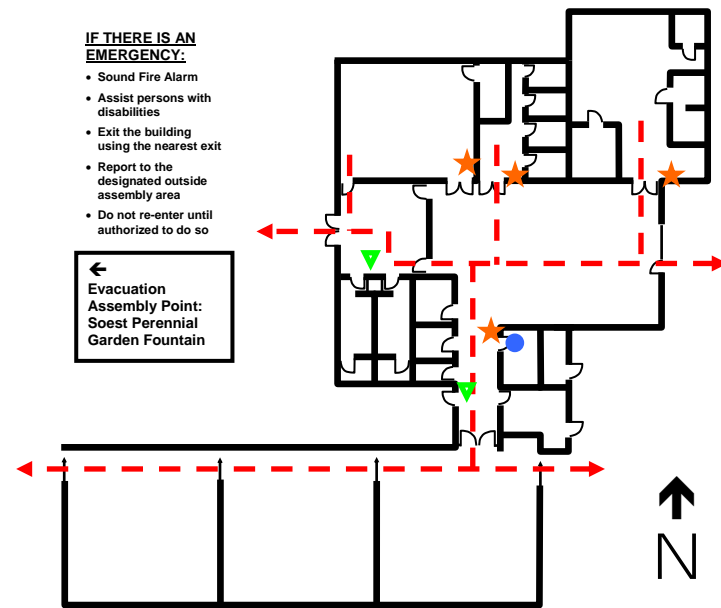 IF THERE IS AN
EMERGENCY:
• Sound Fire Alarm
• Assist persons with
disabilities
• Exit the building
using the nearest exit
• Report to the
designated outside
assembly area
• Do not re-enter until
authorized to do so
←
Evacuation
Assembly Point:
Soest Perennial
Garden Fountain
N